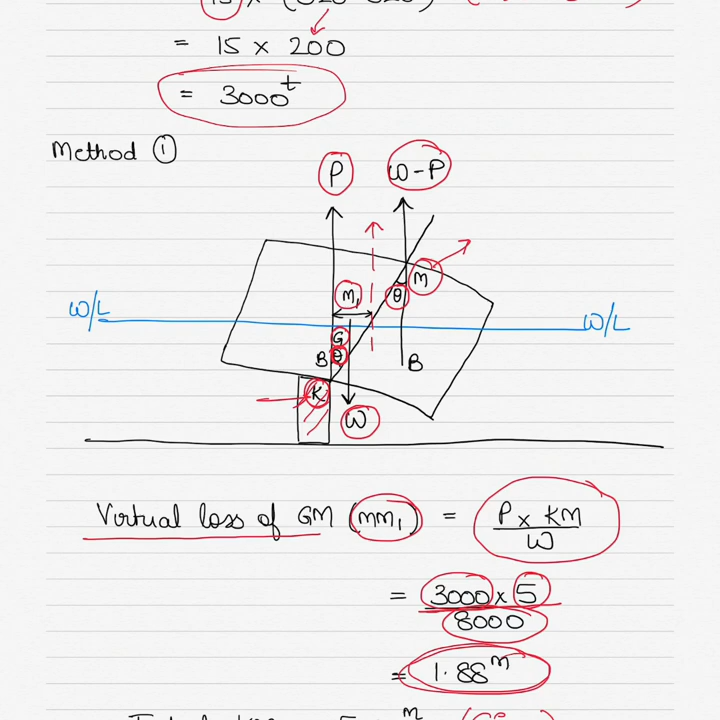 = 15 x 200
= 3000t
Method ①
P W-P
M
θ
M₁
W/L W/L
G
B θ B
K
W
Virtual loss of GM (MM₁) = P x KM / W
= 3000 x 5 / 8000
= 1.88m